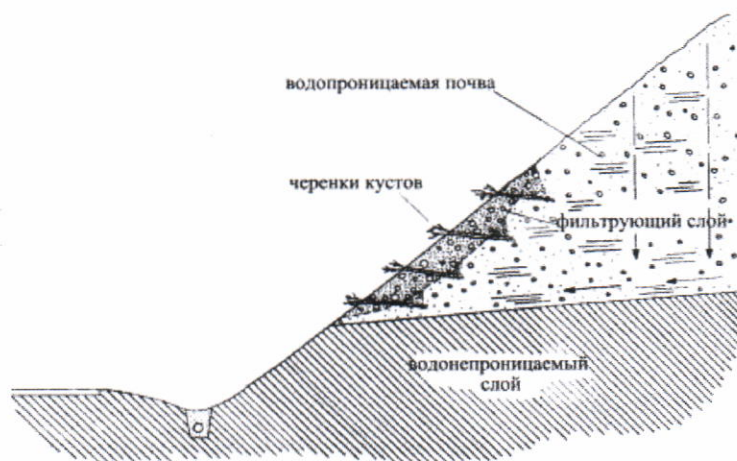 водопроницаемая почва
черенки кустов
фильтрующий слой
водонепроницаемый
слой